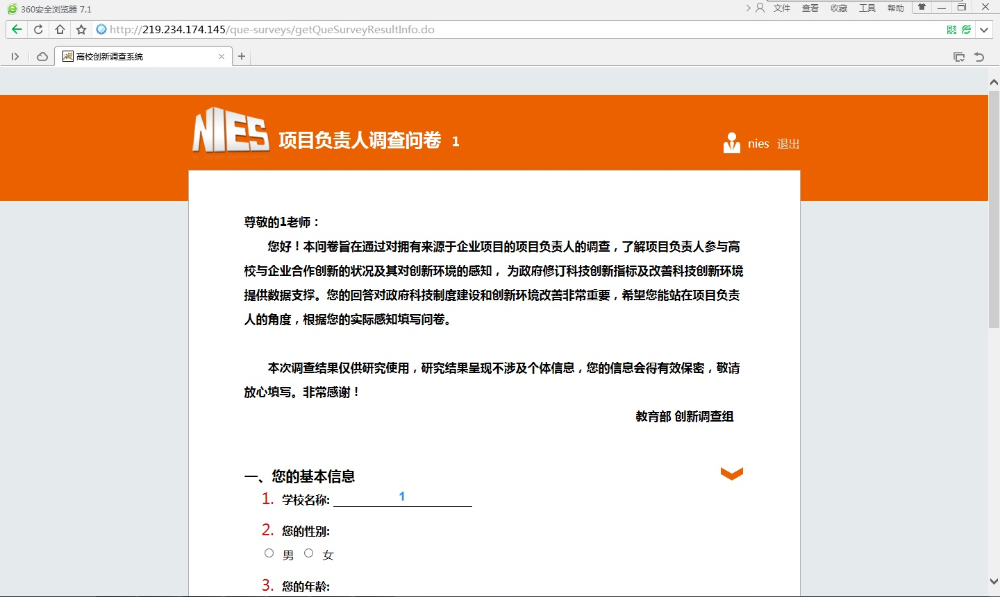 360安全浏览器 7.1
文件 查看 收藏 工具 帮助
http://219.234.174.145/que-surveys/getQueSurveyResultInfo.do
高校创新调查系统
NIES 项目负责人调查问卷 1
nies 退出
尊敬的1老师：
您好！本问卷旨在通过对拥有来源于企业项目的项目负责人的调查，了解项目负责人参与高
校与企业合作创新的状况及其对创新环境的感知， 为政府修订科技创新指标及改善科技创新环境
提供数据支撑。您的回答对政府科技制度建设和创新环境改善非常重要，希望您能站在项目负责
人的角度，根据您的实际感知填写问卷。
本次调查结果仅供研究使用，研究结果呈现不涉及个体信息，您的信息会得有效保密，敬请
放心填写。非常感谢！
教育部 创新调查组
一、您的基本信息
1. 学校名称: 1
2. 您的性别:
男 女
3. 您的年龄: